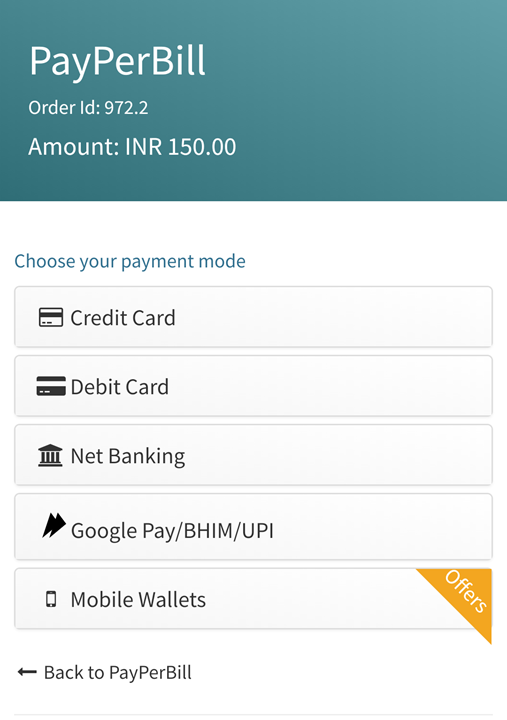 PayPerBill
Order Id: 972.2
Amount: INR 150.00
Choose your payment mode
Credit Card
Debit Card
Net Banking
Google Pay/BHIM/UPI
Mobile Wallets
Offers
Back to PayPerBill